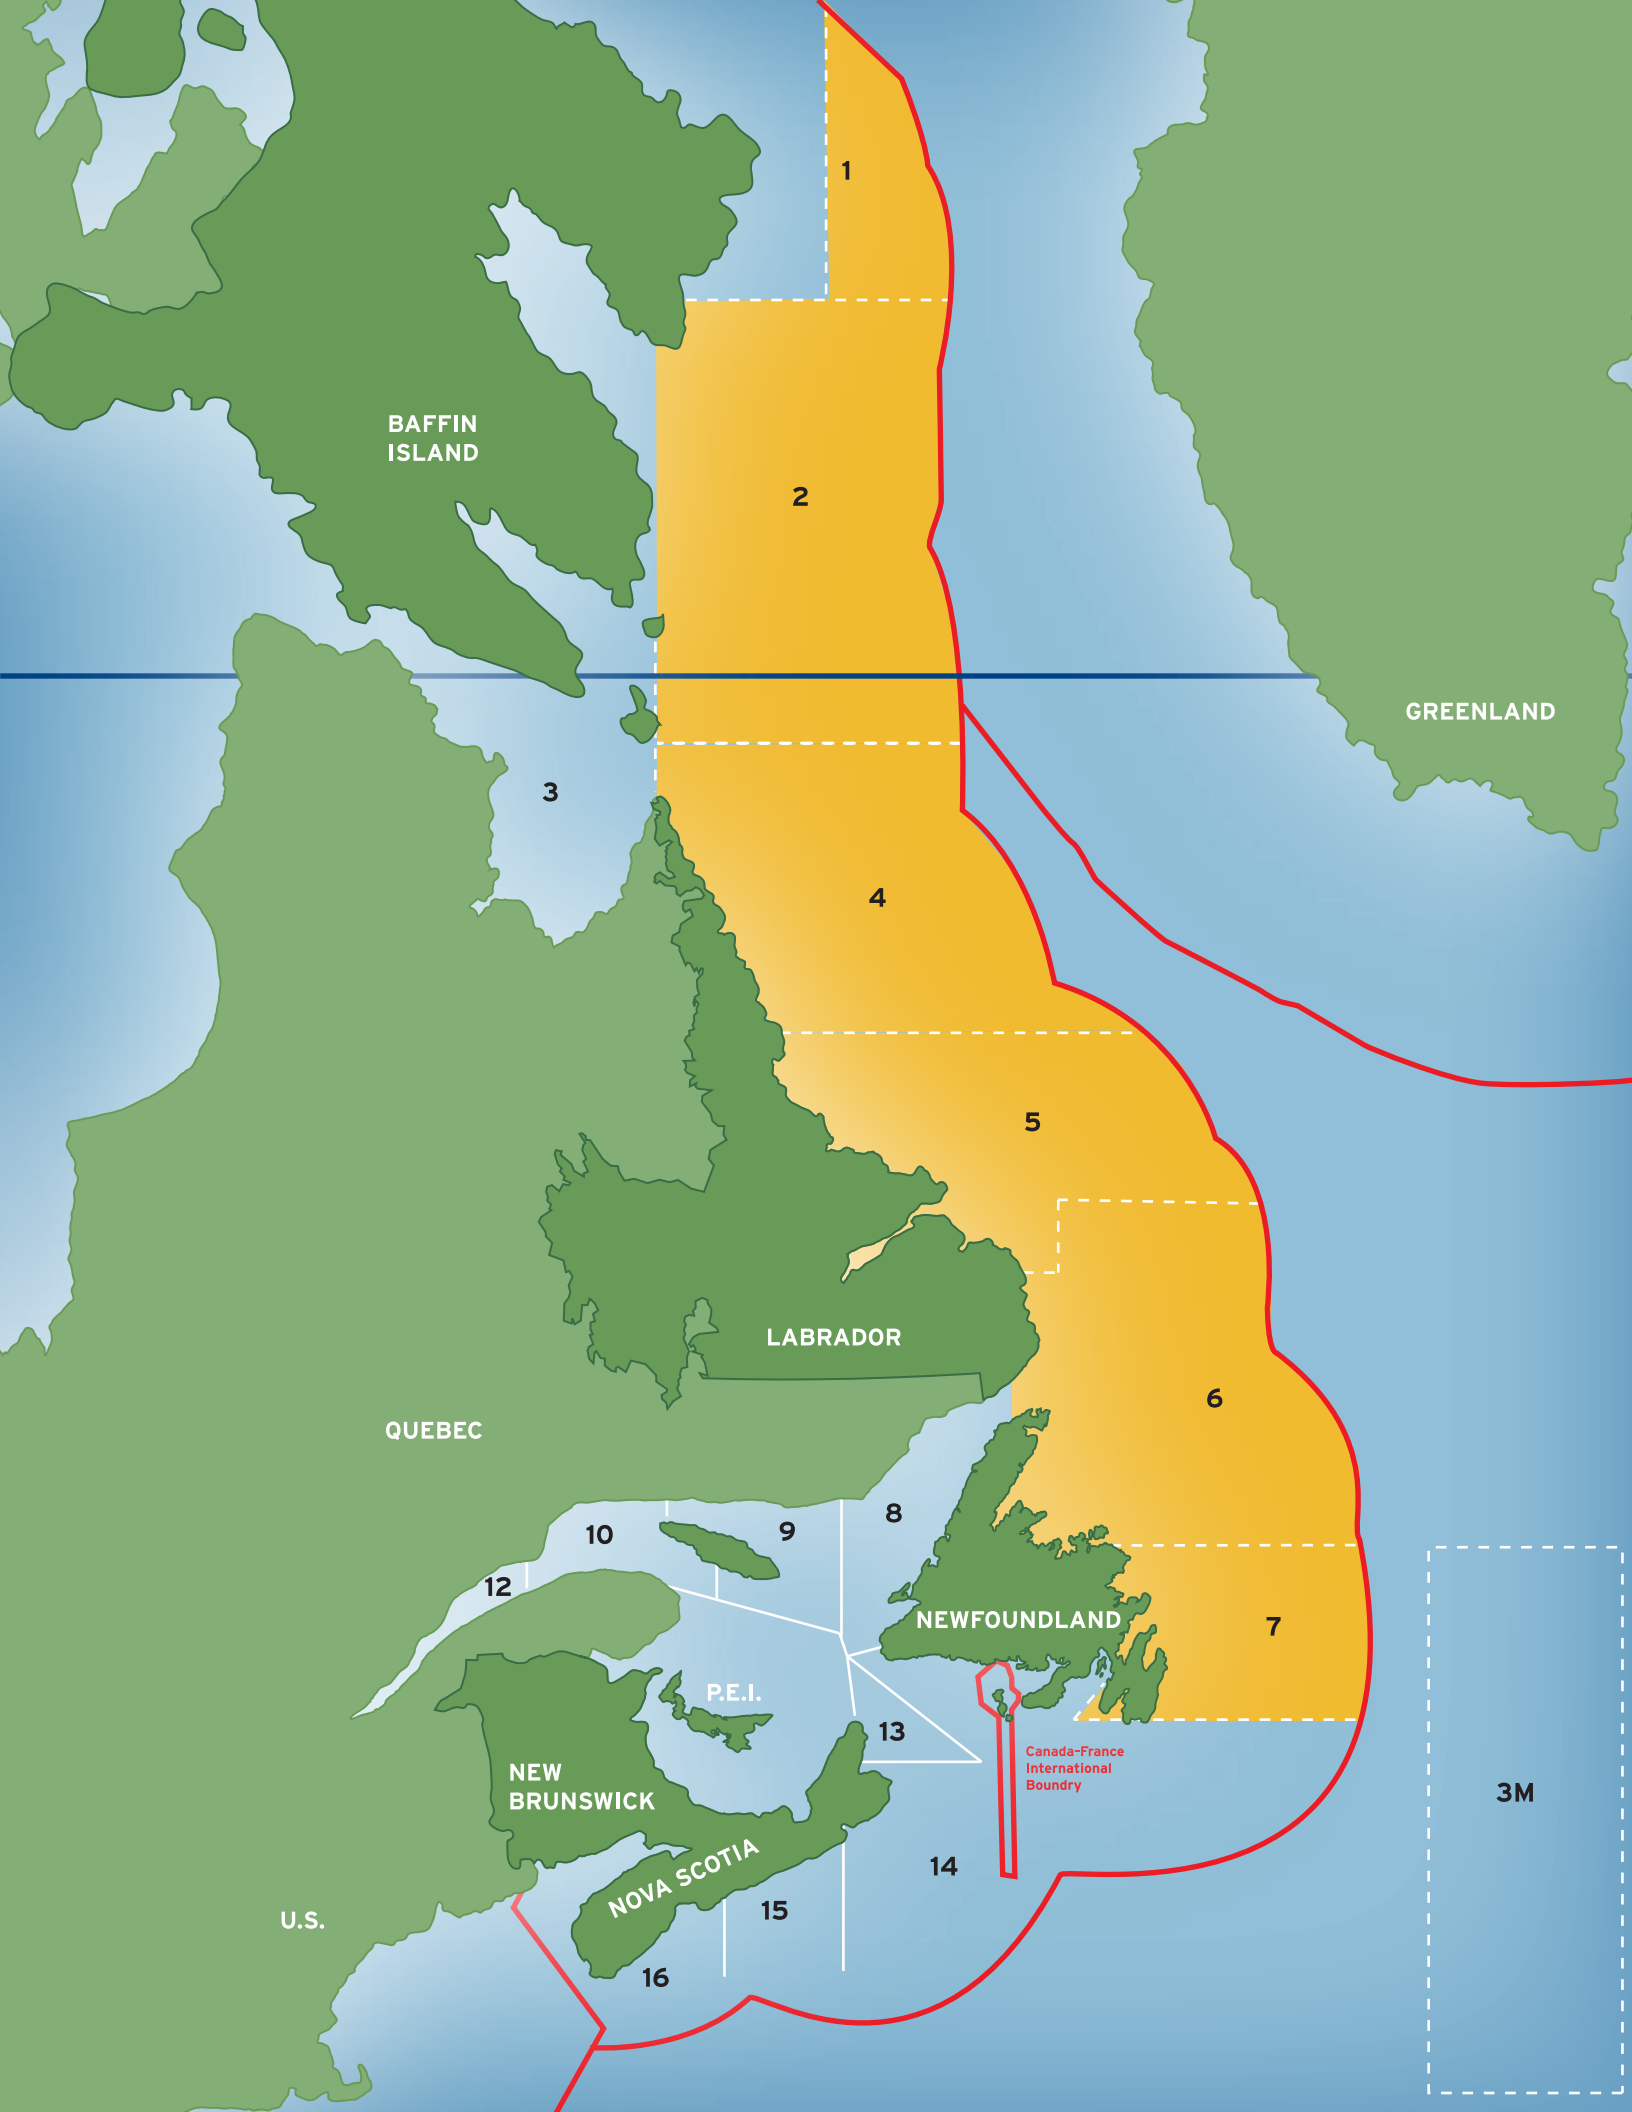 1
BAFFIN
ISLAND
2
GREENLAND
3
4
5
LABRADOR
6
QUEBEC
8
9
10
12
NEWFOUNDLAND
7
P.E.I.
13
Canada-France
International
Boundry
NEW
BRUNSWICK
3M
NOVA SCOTIA
14
15
U.S.
16